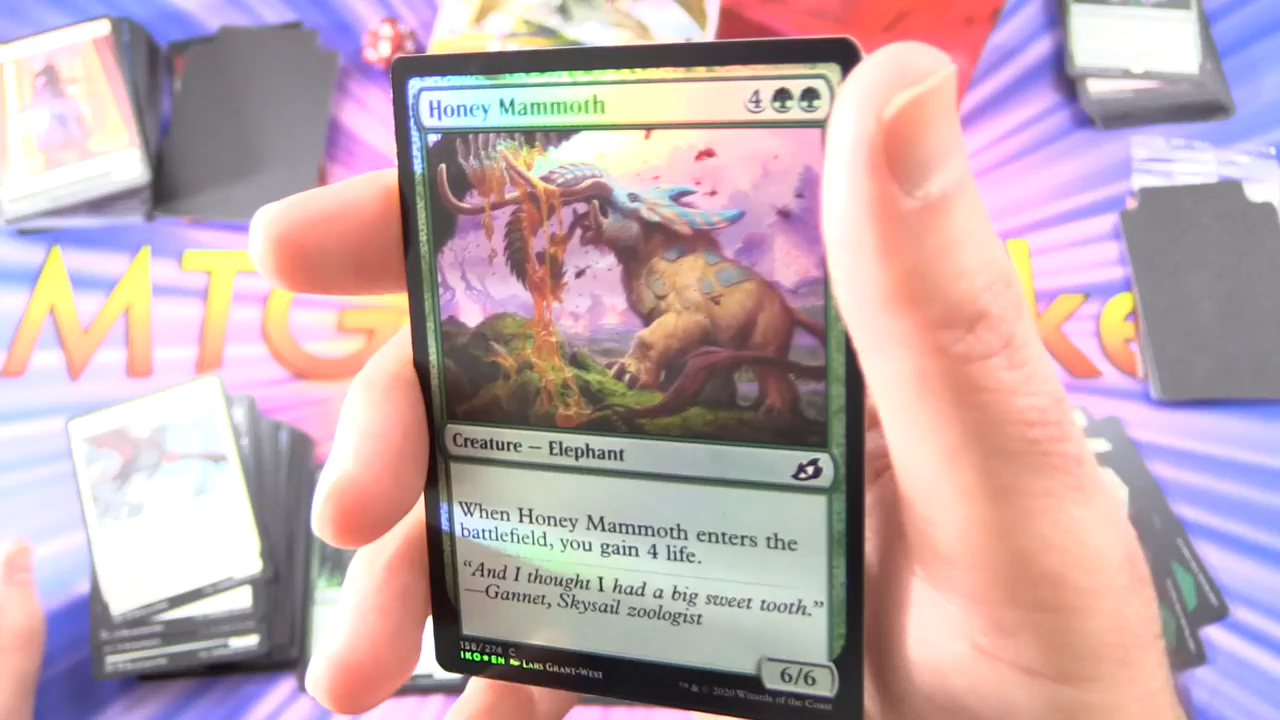 Honey Mammoth 4
MTG ke
Creature — Elephant
When Honey Mammoth enters the
battlefield, you gain 4 life.
“And I thought I had a big sweet tooth.”
—Gannet, Skysail zoologist
158/274 C
IKO★EN Lars Grant-West
6/6
™ & © 2020 Wizards of the Coast